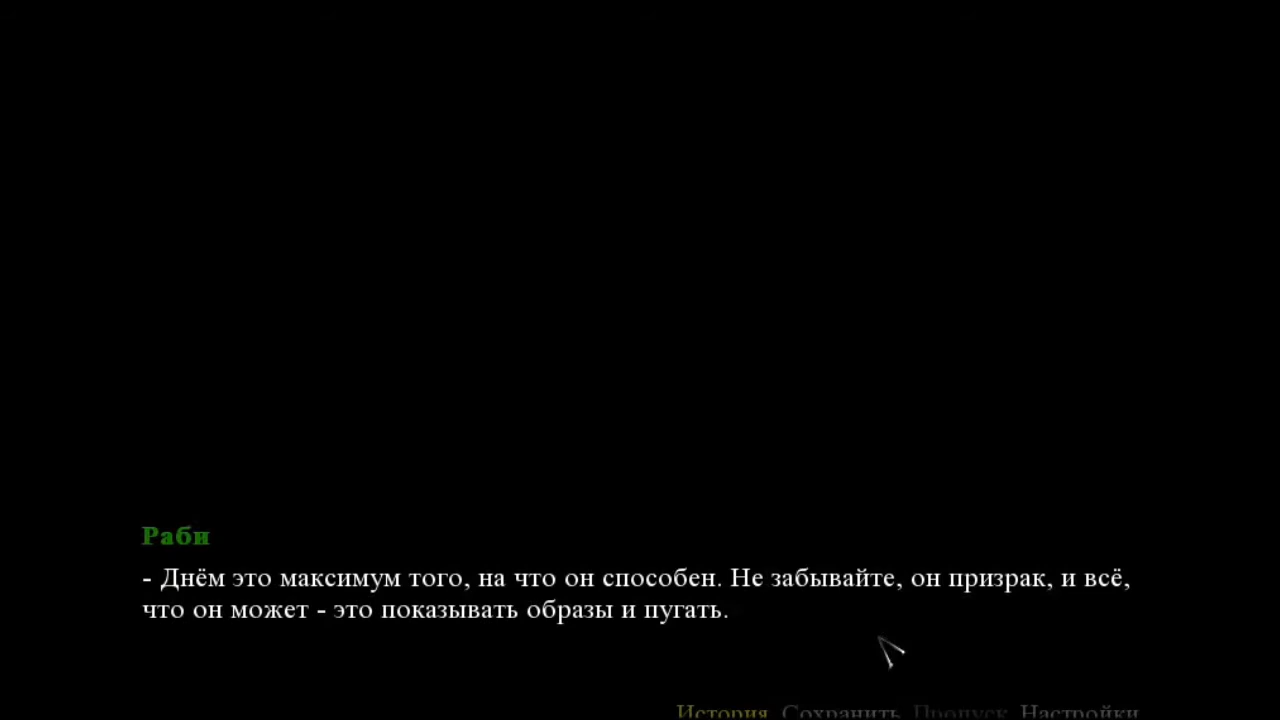 Раби
- Днём это максимум того, на что он способен. Не забывайте, он призрак, и всё,
что он может - это показывать образы и пугать.
История Сохранить Пропуск Настройки